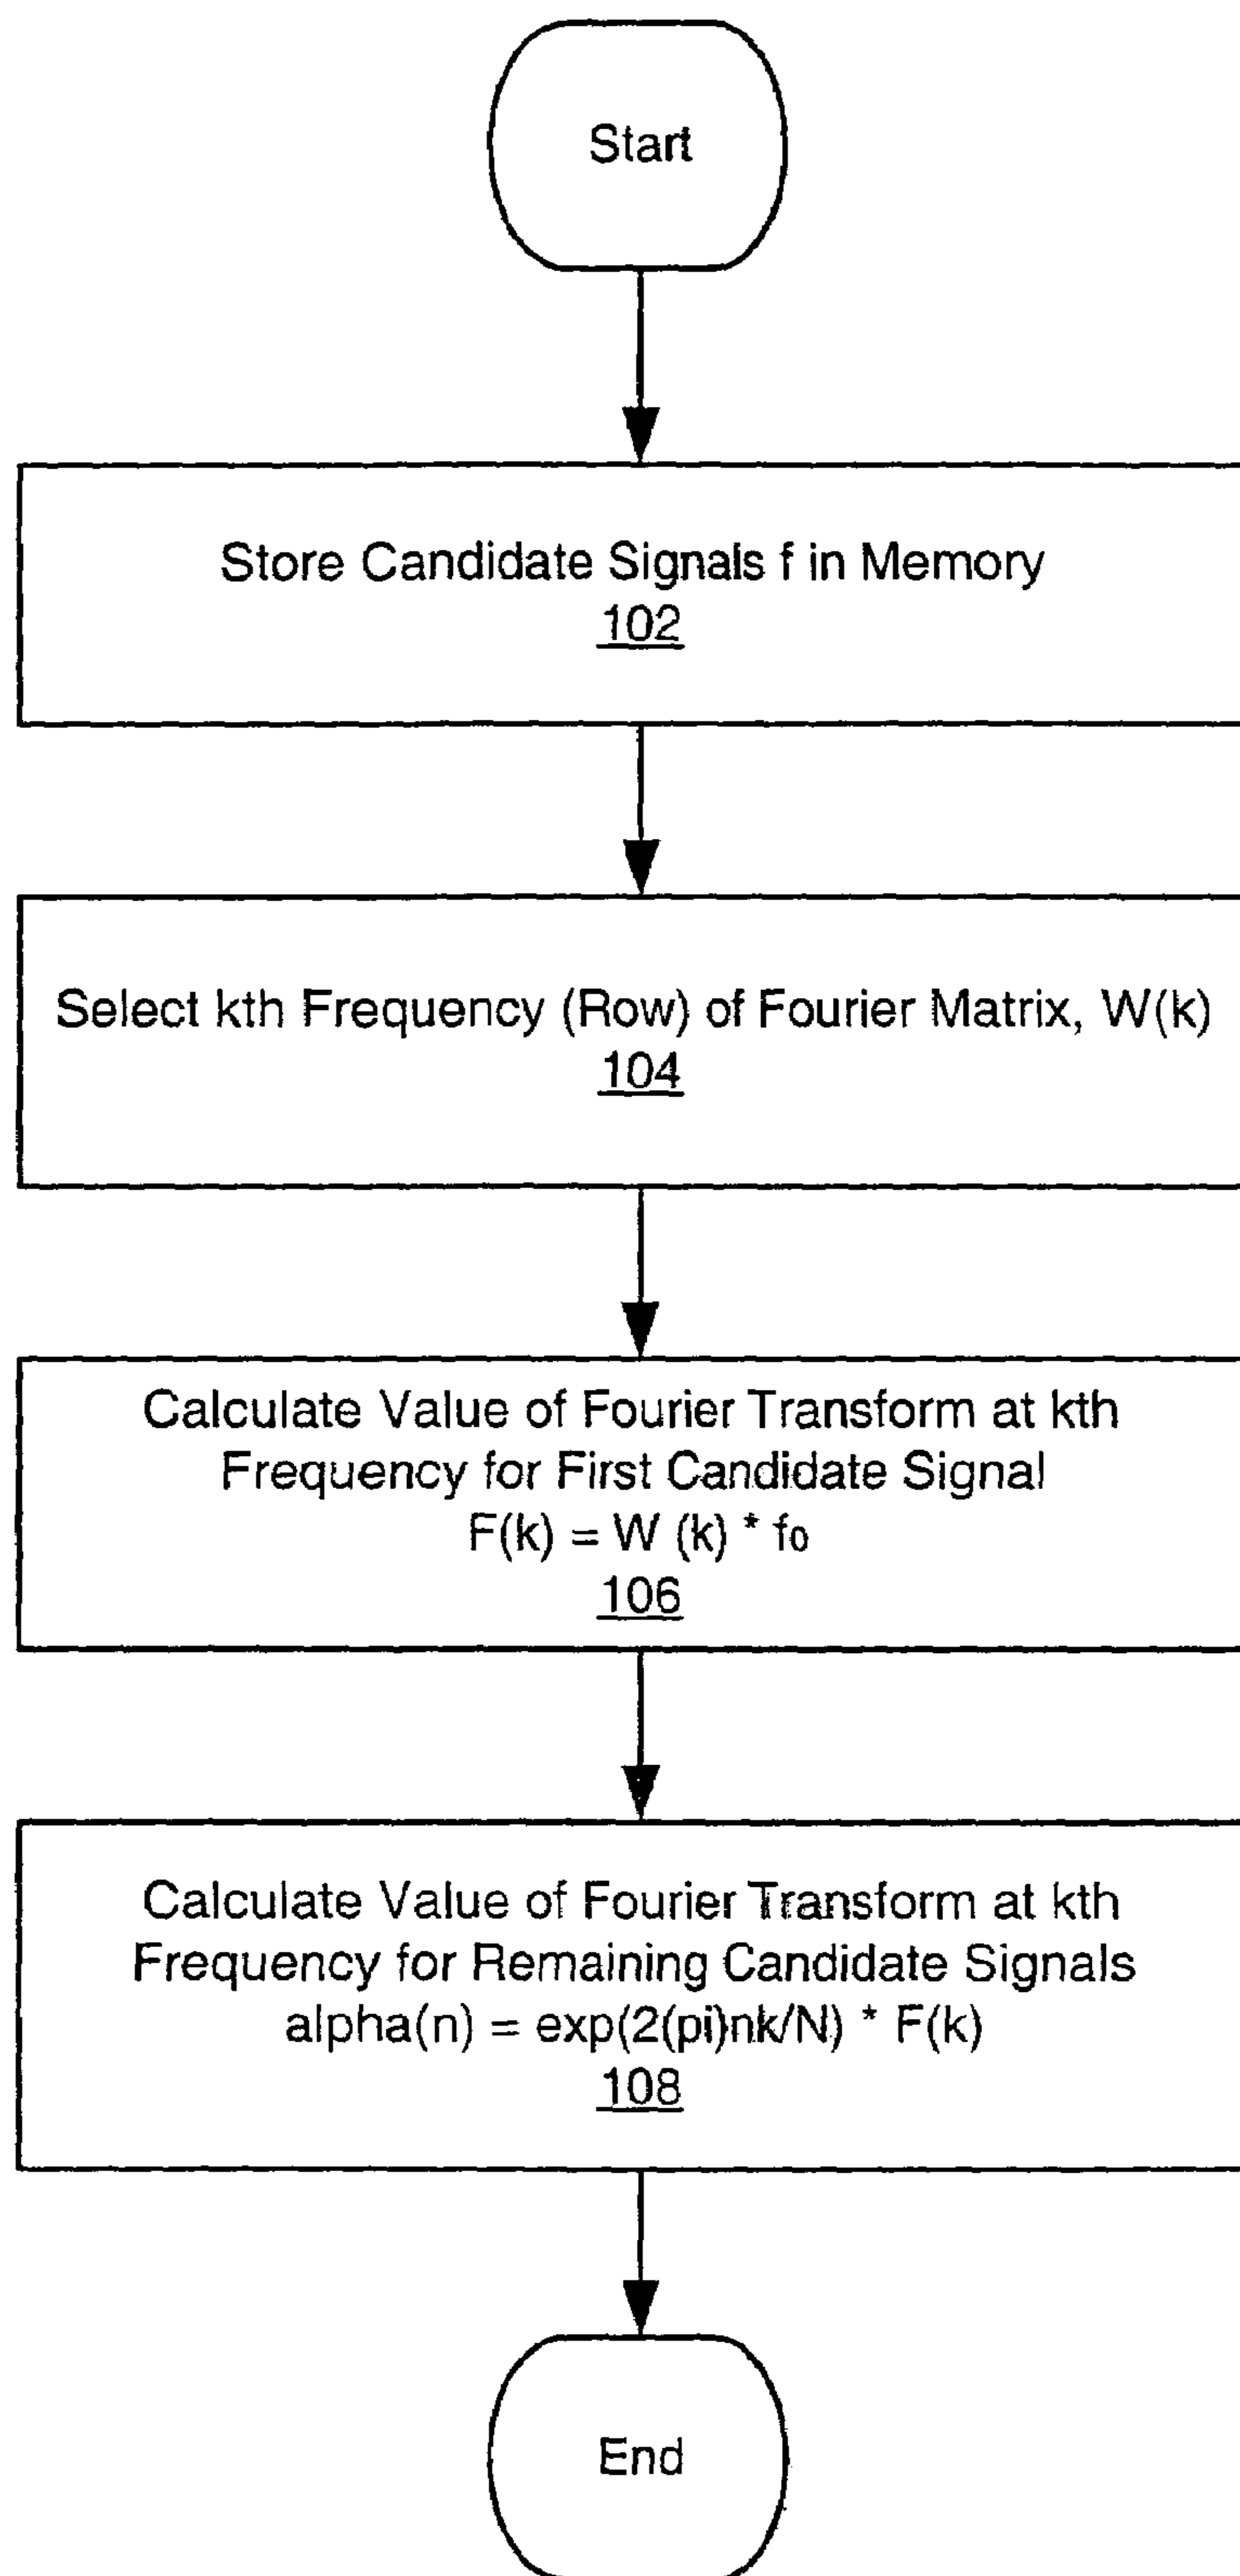 Start
Store Candidate Signals f in Memory
102
Select kth Frequency (Row) of Fourier Matrix, W(k)
104
Calculate Value of Fourier Transform at kth
Frequency for First Candidate Signal
F(k) = W (k) * f₀
106
Calculate Value of Fourier Transform at kth
Frequency for Remaining Candidate Signals
alpha(n) = exp(2(pi)nk/N) * F(k)
108
End